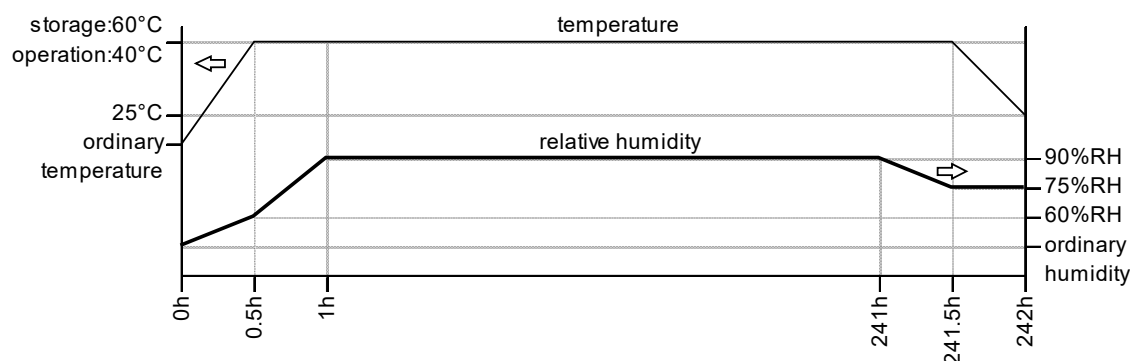 storage:60°C
temperature
operation:40°C
25°C
ordinary
temperature
relative humidity
90%RH
75%RH
60%RH
ordinary
humidity
0h
0.5h
1h
241h
241.5h
242h